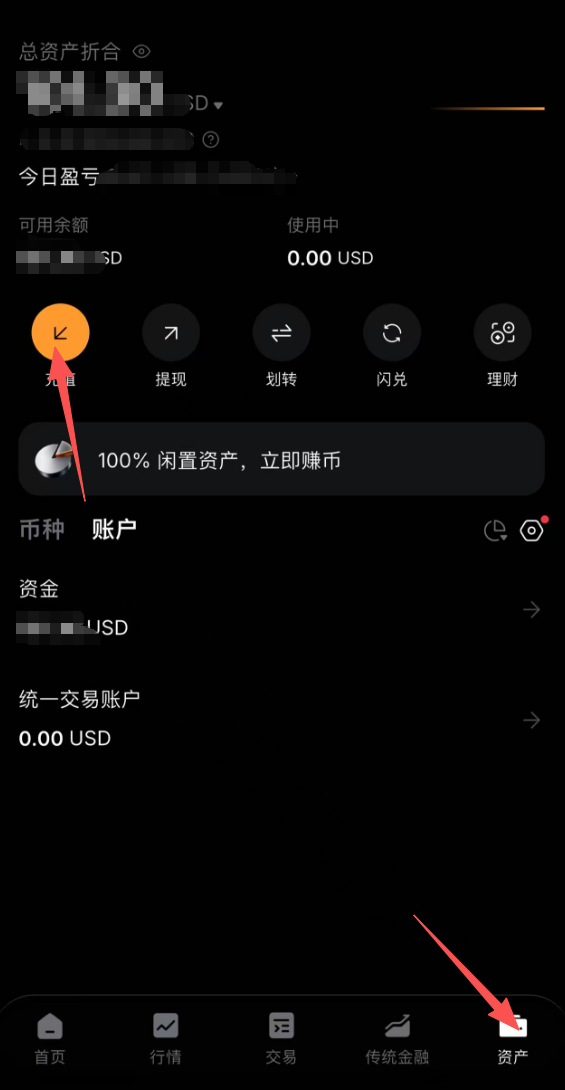 总资产折合
SD
今日盈亏
可用余额 使用中
SD 0.00 USD
充值 提现 划转 闪兑 理财
100% 闲置资产，立即赚币
币种 账户
资金
USD
统一交易账户
0.00 USD
首页 行情 交易 传统金融 资产